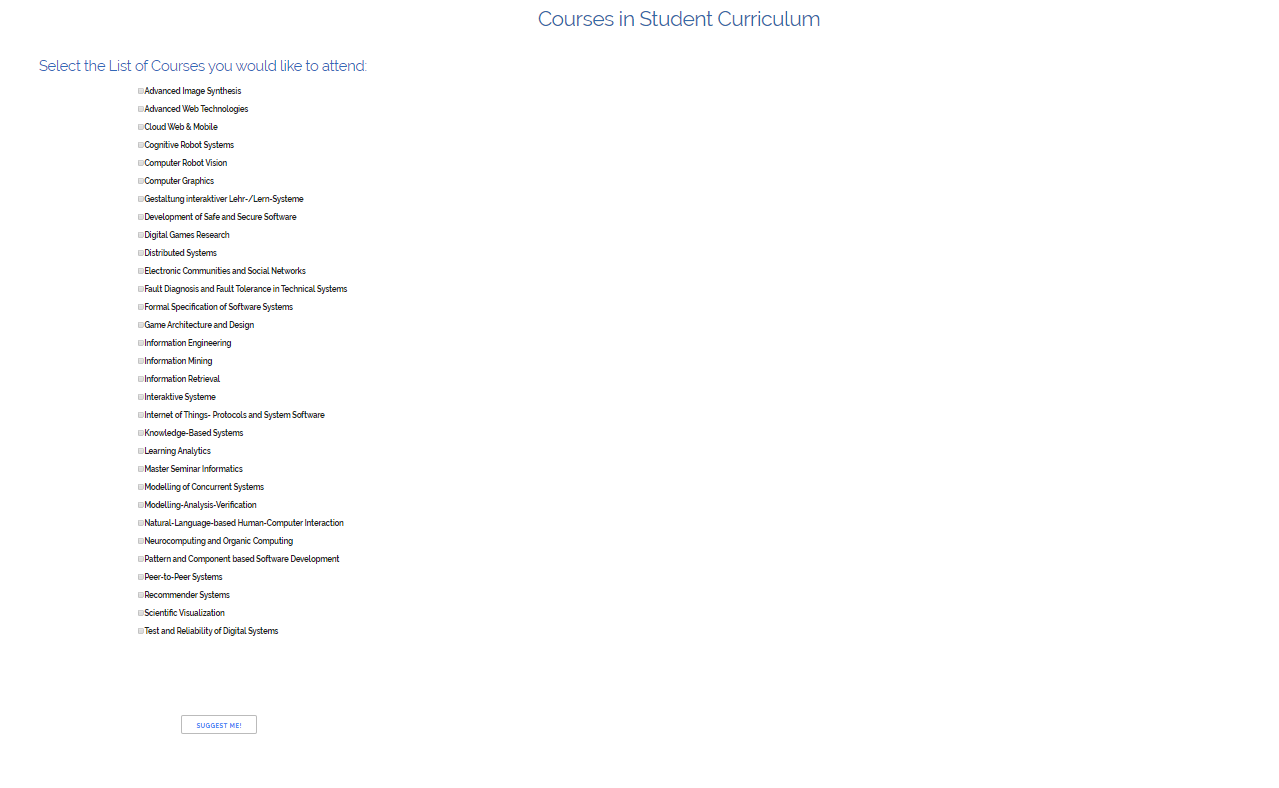 Courses in Student Curriculum
Select the List of Courses you would like to attend:
Advanced Image Synthesis
Advanced Web Technologies
Cloud Web & Mobile
Cognitive Robot Systems
Computer Robot Vision
Computer Graphics
Gestaltung interaktiver Lehr-/Lern-Systeme
Development of Safe and Secure Software
Digital Games Research
Distributed Systems
Electronic Communities and Social Networks
Fault Diagnosis and Fault Tolerance in Technical Systems
Formal Specification of Software Systems
Game Architecture and Design
Information Engineering
Information Mining
Information Retrieval
Interaktive Systeme
Internet of Things- Protocols and System Software
Knowledge-Based Systems
Learning Analytics
Master Seminar Informatics
Modelling of Concurrent Systems
Modelling-Analysis-Verification
Natural-Language-based Human-Computer Interaction
Neurocomputing and Organic Computing
Pattern and Component based Software Development
Peer-to-Peer Systems
Recommender Systems
Scientific Visualization
Test and Reliability of Digital Systems
SUGGEST ME!